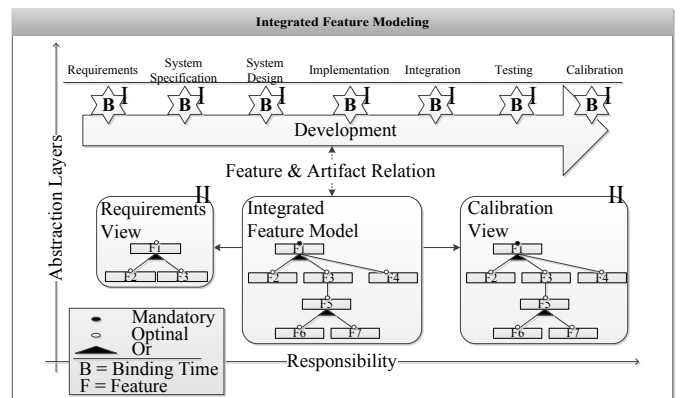 Integrated Feature Modeling
Requirements
System
Specification
System
Design
Implementation
Integration
Testing
Calibration
B I
B I
B I
B I
B I
B I
B I
Development
Feature & Artifact Relation
Abstraction Layers
II
Requirements
View
F1
F2 F3
Integrated
Feature Model
F1
F2 F3 F4
F5
F6 F7
II
Calibration
View
F1
F2 F3 F4
F5
F6 F7
Mandatory
Optinal
Or
B = Binding Time
F = Feature
Responsibility